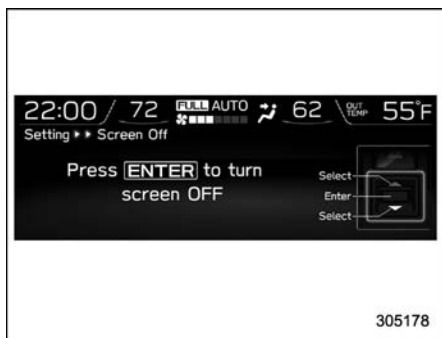 22:00 72 FULL AUTO 62 OUT TEMP 55°F
Setting ▸▸ Screen Off
Press ENTER to turn
screen OFF
Select
Enter
Select
305178